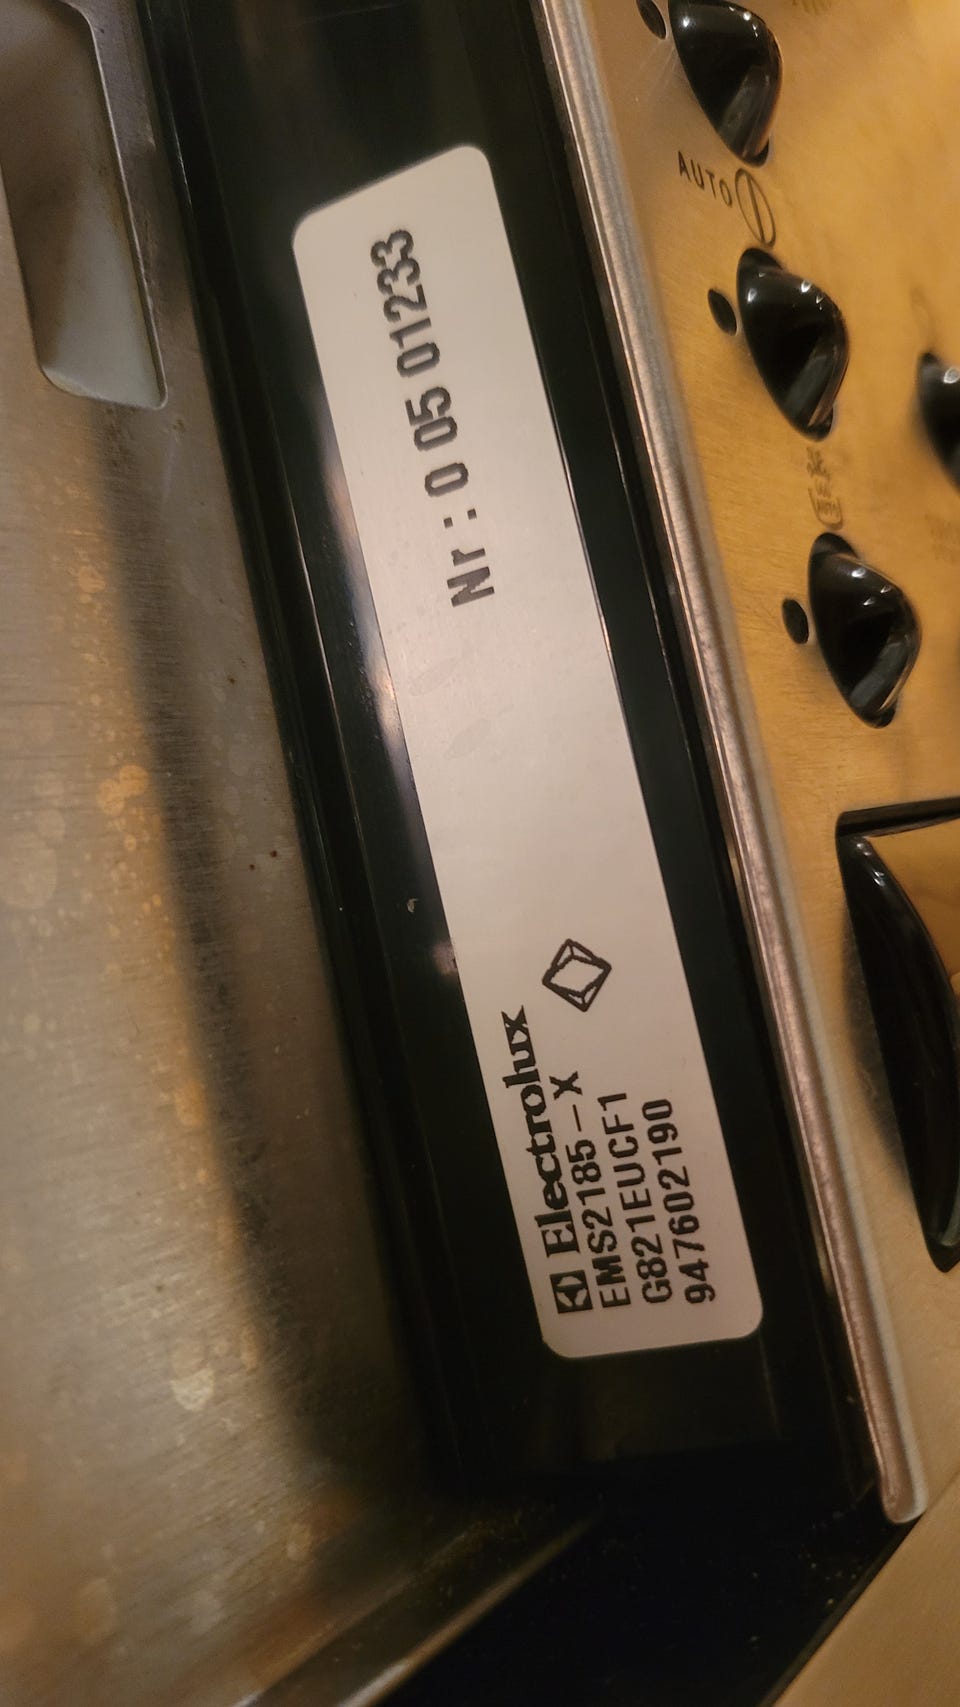 Electrolux
EMS2185-X
G821EUCF1
947602190
Nr : 0 05 01233
AUTO